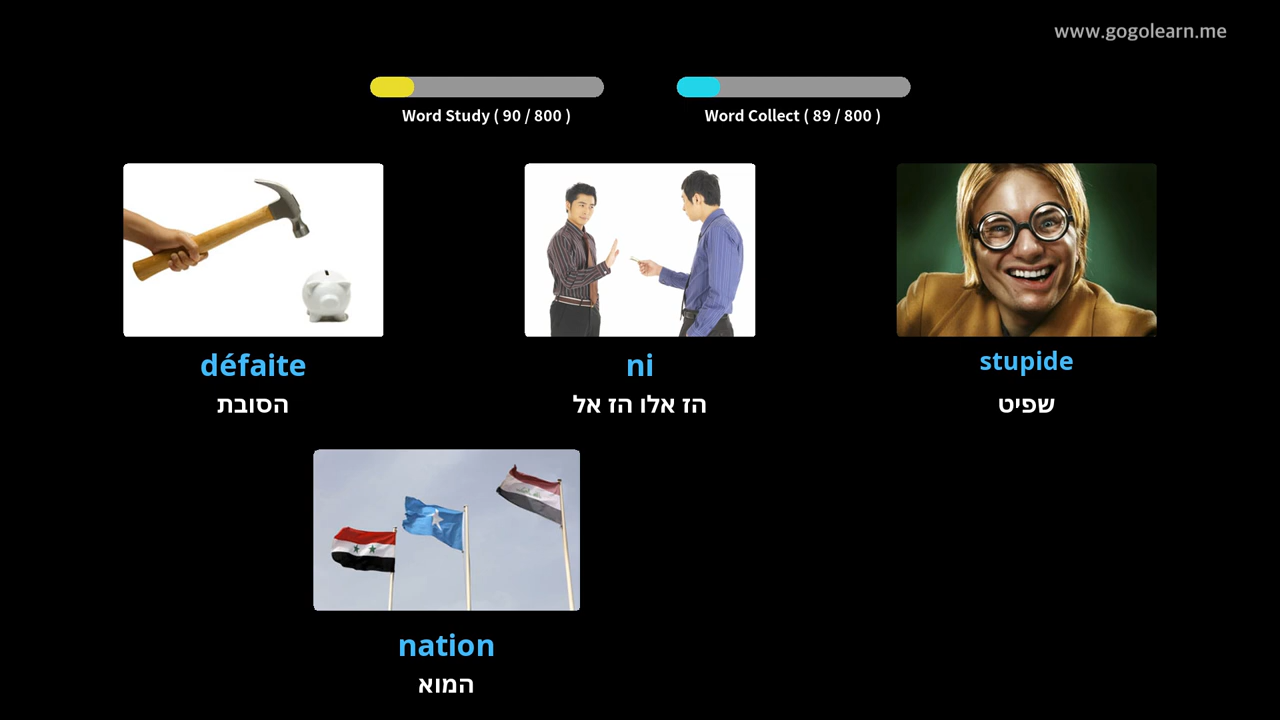 www.gogolearn.me
Word Study ( 90 / 800 )
Word Collect ( 89 / 800 )
défaite
הסובת
ni
הז אלו הז אל
stupide
שפיט
nation
המוא